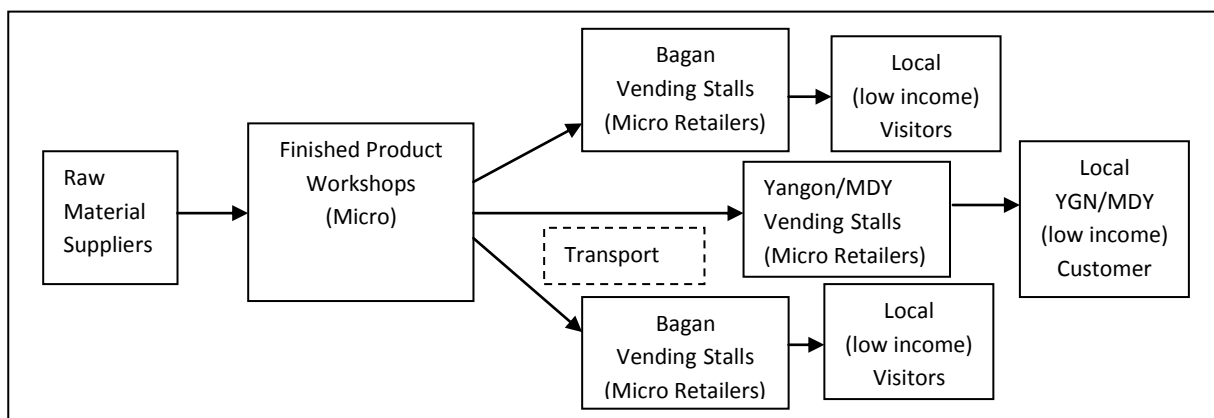 Raw
Material
Suppliers
Finished Product
Workshops
(Micro)
Bagan
Vending Stalls
(Micro Retailers)
Local
(low income)
Visitors
Yangon/MDY
Vending Stalls
(Micro Retailers)
Local
YGN/MDY
(low income)
Customer
Transport
Bagan
Vending Stalls
(Micro Retailers)
Local
(low income)
Visitors